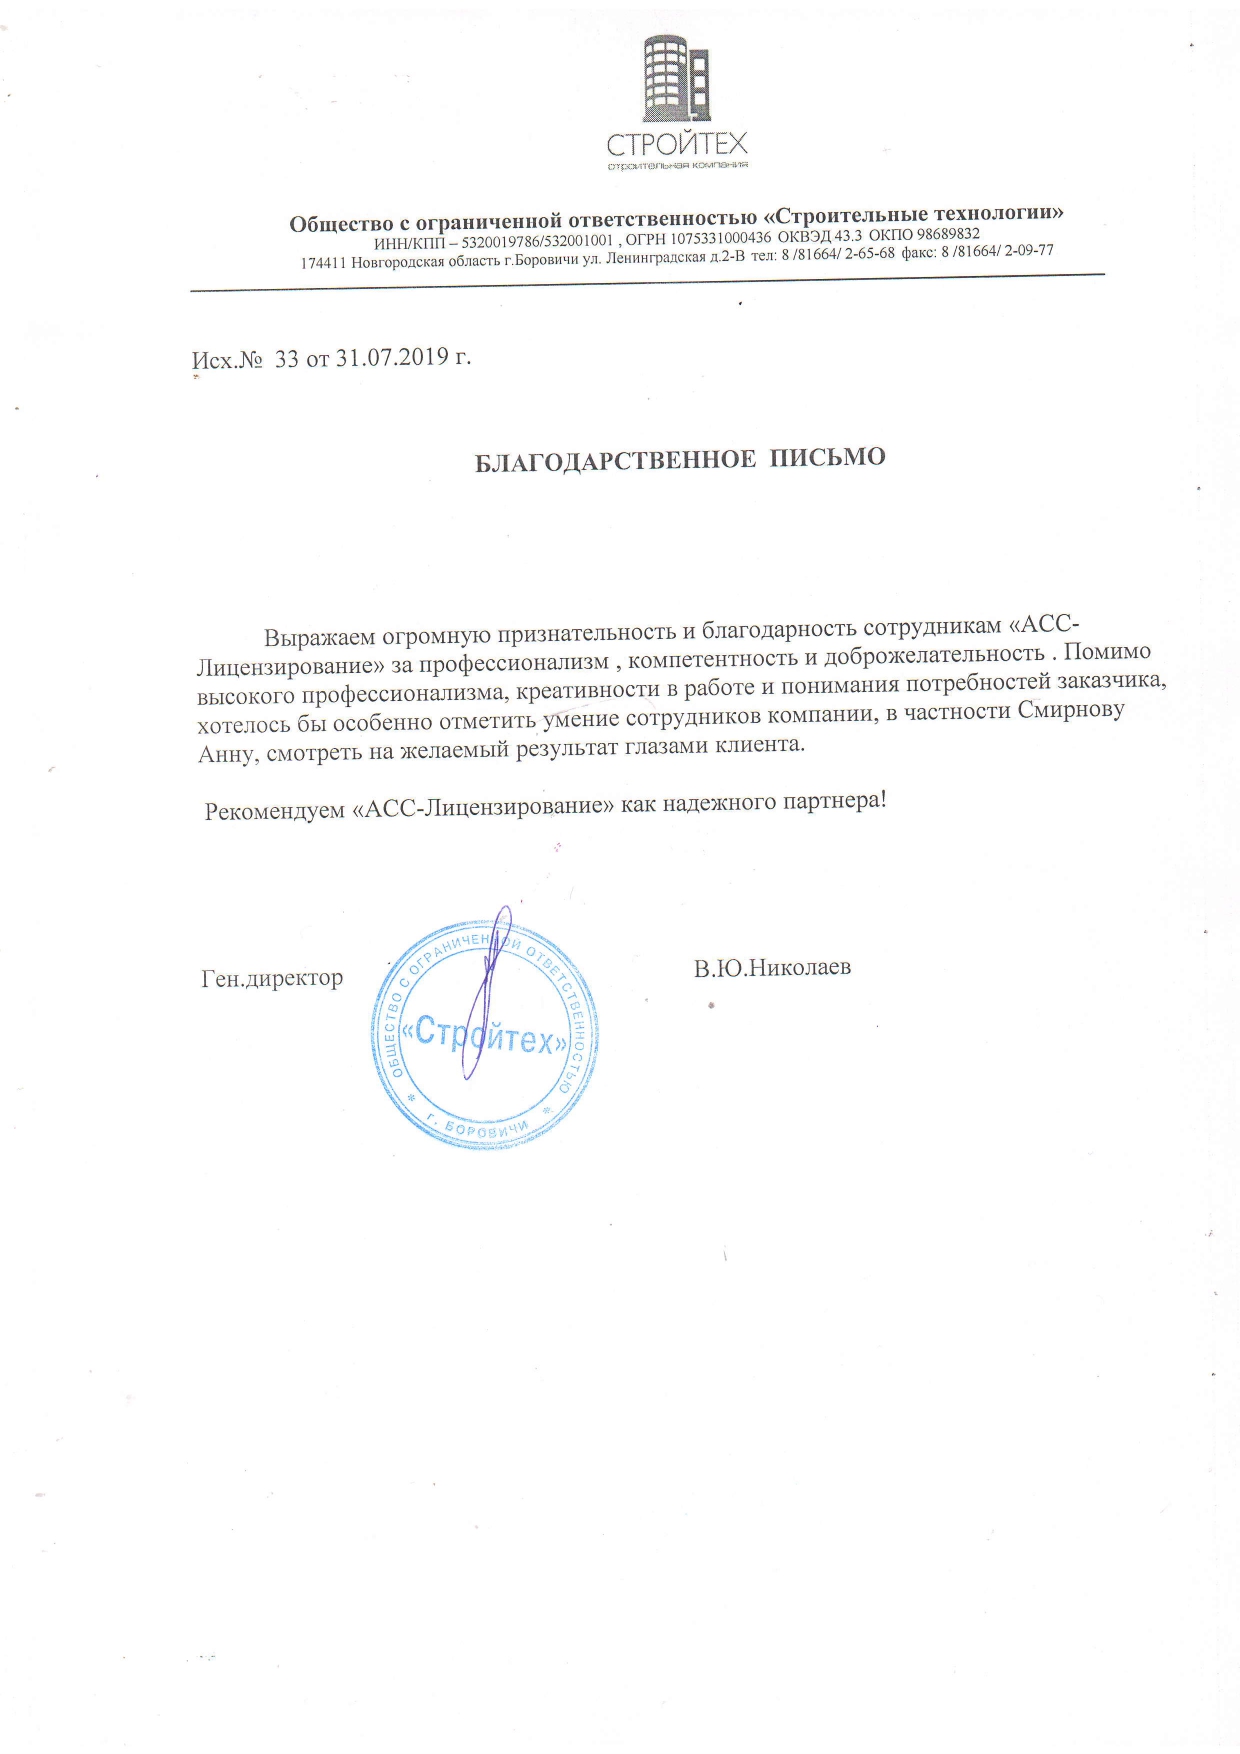 СТРОЙТЕХ
строительная компания
Общество с ограниченной ответственностью «Строительные технологии»
ИНН/КПП – 5320019786/532001001 , ОГРН 1075331000436 ОКВЭД 43.3 ОКПО 98689832
174411 Новгородская область г.Боровичи ул. Ленинградская д.2-В тел: 8 /81664/ 2-65-68 факс: 8 /81664/ 2-09-77
Исх.№ 33 от 31.07.2019 г.
БЛАГОДАРСТВЕННОЕ ПИСЬМО
Выражаем огромную признательность и благодарность сотрудникам «АСС-
Лицензирование» за профессионализм , компетентность и доброжелательность . Помимо
высокого профессионализма, креативности в работе и понимания потребностей заказчика,
хотелось бы особенно отметить умение сотрудников компании, в частности Смирнову
Анну, смотреть на желаемый результат глазами клиента.
Рекомендуем «АСС-Лицензирование» как надежного партнера!
Ген.директор
В.Ю.Николаев
ОБЩЕСТВО С ОГРАНИЧЕННОЙ ОТВЕТСТВЕННОСТЬЮ
«Стройтех»
* г. БОРОВИЧИ *